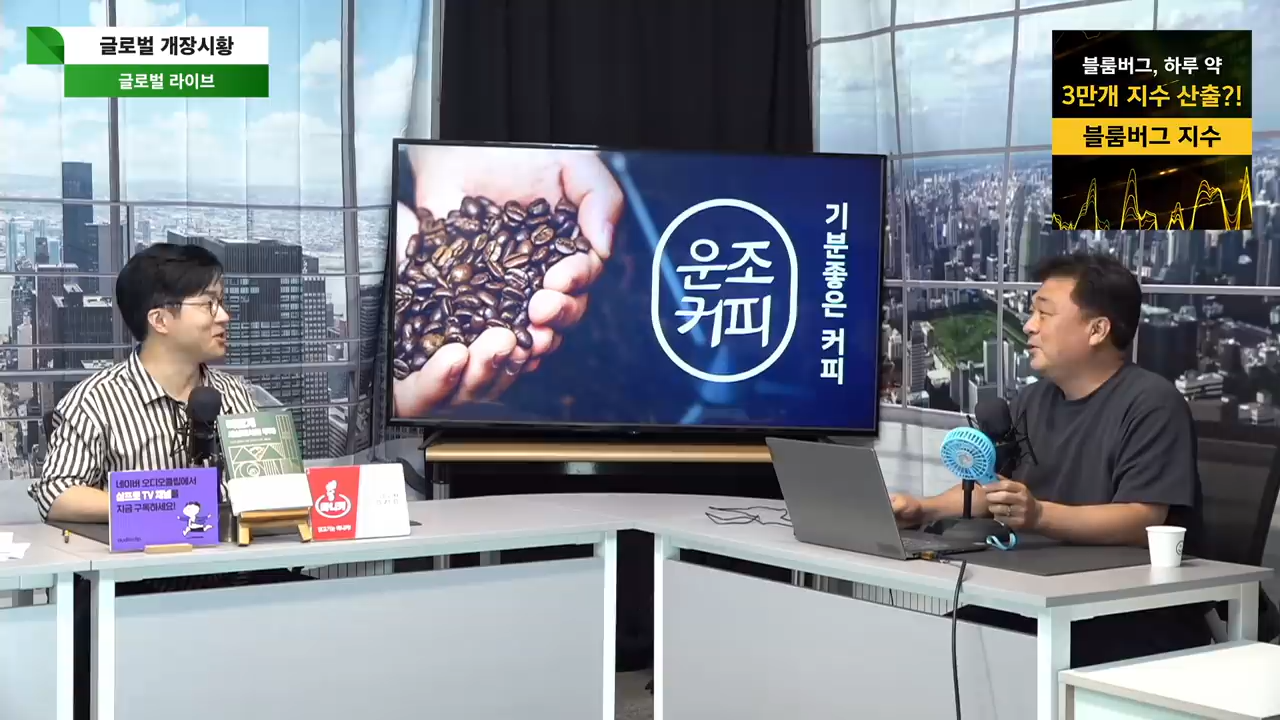 글로벌 개장시황
글로벌 라이브
블룸버그, 하루 약
3만개 지수 산출?!
블룸버그 지수
운조
커피
기분좋은 커피
네이버 오디오클립에서
삼프로TV 채널을
지금 구독하세요!